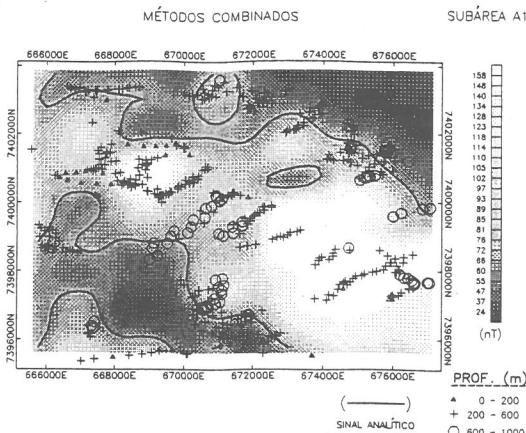 MÉTODOS COMBINADOS
SUBÁREA A1
666000E 668000E 670000E 672000E 674000E 676000E
7402000N
7400000N
7398000N
7396000N
7402000N
7400000N
7398000N
7396000N
666000E 668000E 670000E 672000E 674000E 676000E
158
148
140
134
128
123
118
114
110
105
102
97
93
89
85
81
76
72
66
60
55
47
37
24
(nT)
PROF. (m)
0 - 200
200 - 600
600 - 1000
SINAL ANALÍTICO